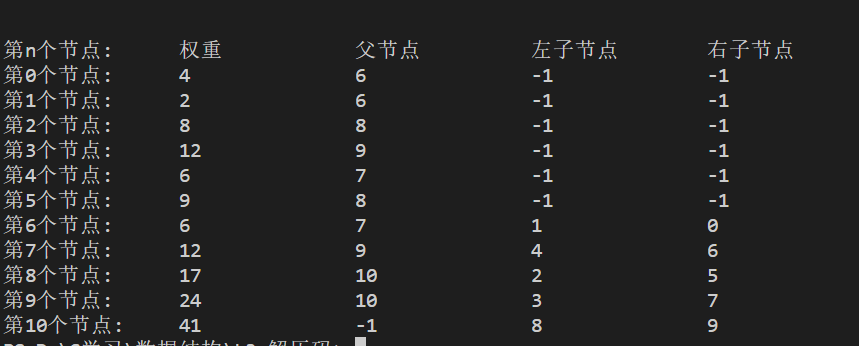 第n个节点: 权重 父节点 左子节点 右子节点
第0个节点: 4 6 -1 -1
第1个节点: 2 6 -1 -1
第2个节点: 8 8 -1 -1
第3个节点: 12 9 -1 -1
第4个节点: 6 7 -1 -1
第5个节点: 9 8 -1 -1
第6个节点: 6 7 1 0
第7个节点: 12 9 4 6
第8个节点: 17 10 2 5
第9个节点: 24 10 3 7
第10个节点: 41 -1 8 9